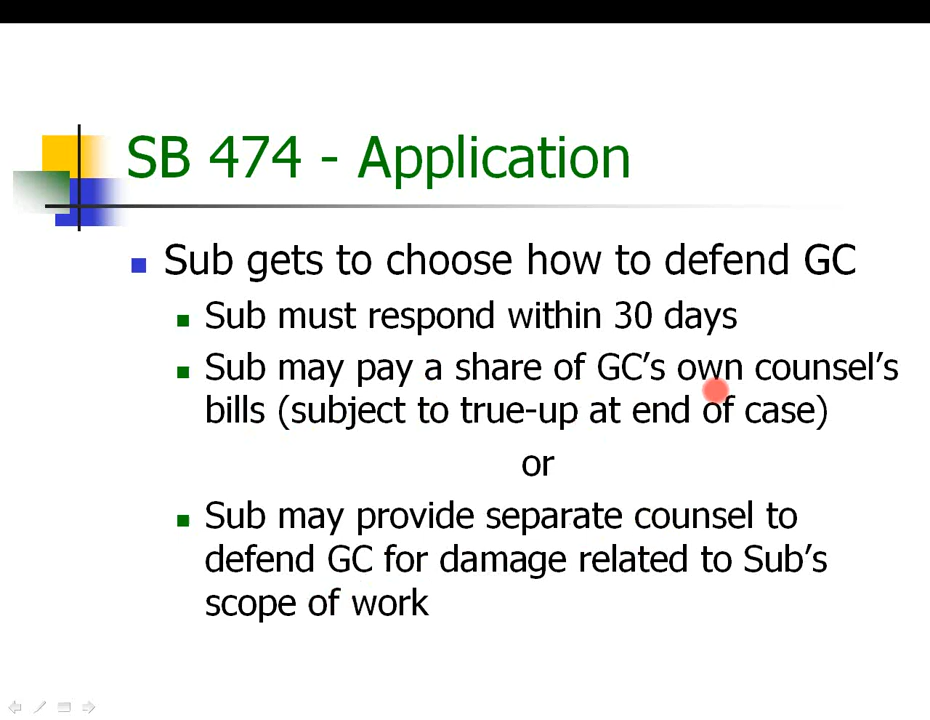 SB 474 - Application
Sub gets to choose how to defend GC
Sub must respond within 30 days
Sub may pay a share of GC’s own counsel’s
bills (subject to true-up at end of case)
or
Sub may provide separate counsel to
defend GC for damage related to Sub’s
scope of work